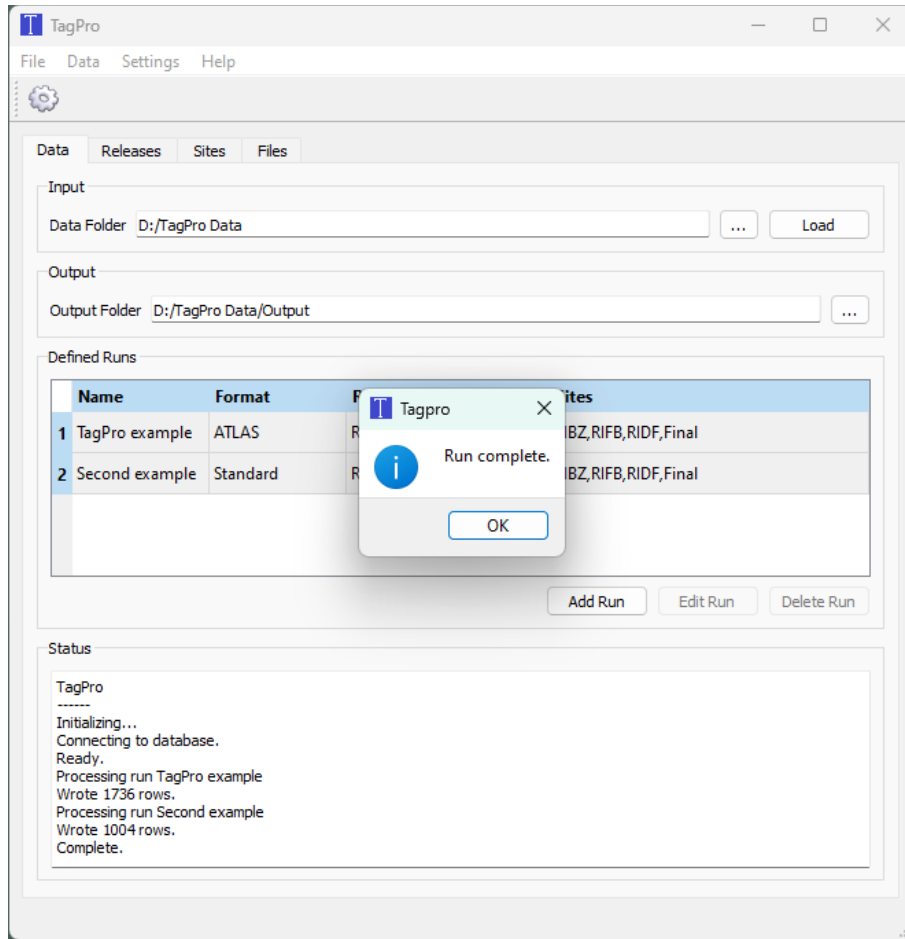 TagPro
File Data Settings Help
Data Releases Sites Files
Input
Data Folder D:/TagPro Data ... Load
Output
Output Folder D:/TagPro Data/Output ...
Defined Runs
Name Format
1 TagPro example ATLAS RIFB,RIDF,Final
2 Second example Standard RIFB,RIDF,Final
T Tagpro
Run complete.
OK
Add Run Edit Run Delete Run
Status
TagPro
------
Initializing...
Connecting to database.
Ready.
Processing run TagPro example
Wrote 1736 rows.
Processing run Second example
Wrote 1004 rows.
Complete.